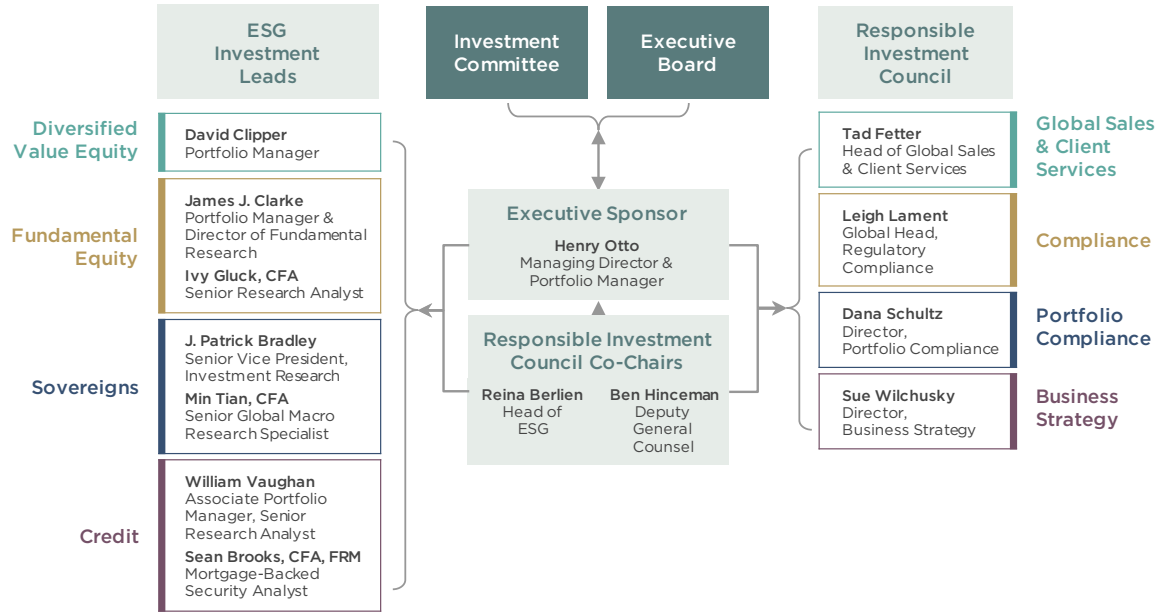 ESG
Investment
Leads
Investment
Committee
Executive
Board
Responsible
Investment
Council
Diversified
Value Equity
David Clipper
Portfolio Manager
Fundamental
Equity
James J. Clarke
Portfolio Manager &
Director of Fundamental
Research
Ivy Gluck, CFA
Senior Research Analyst
Sovereigns
J. Patrick Bradley
Senior Vice President,
Investment Research
Min Tian, CFA
Senior Global Macro
Research Specialist
Credit
William Vaughan
Associate Portfolio
Manager, Senior
Research Analyst
Sean Brooks, CFA, FRM
Mortgage-Backed
Security Analyst
Executive Sponsor
Henry Otto
Managing Director &
Portfolio Manager
Responsible Investment
Council Co-Chairs
Reina Berlien
Head of
ESG
Ben Hinceman
Deputy
General
Counsel
Tad Fetter
Head of Global Sales
& Client Services
Global Sales
& Client
Services
Leigh Lament
Global Head,
Regulatory
Compliance
Compliance
Dana Schultz
Director,
Portfolio Compliance
Portfolio
Compliance
Sue Wilchusky
Director,
Business Strategy
Business
Strategy